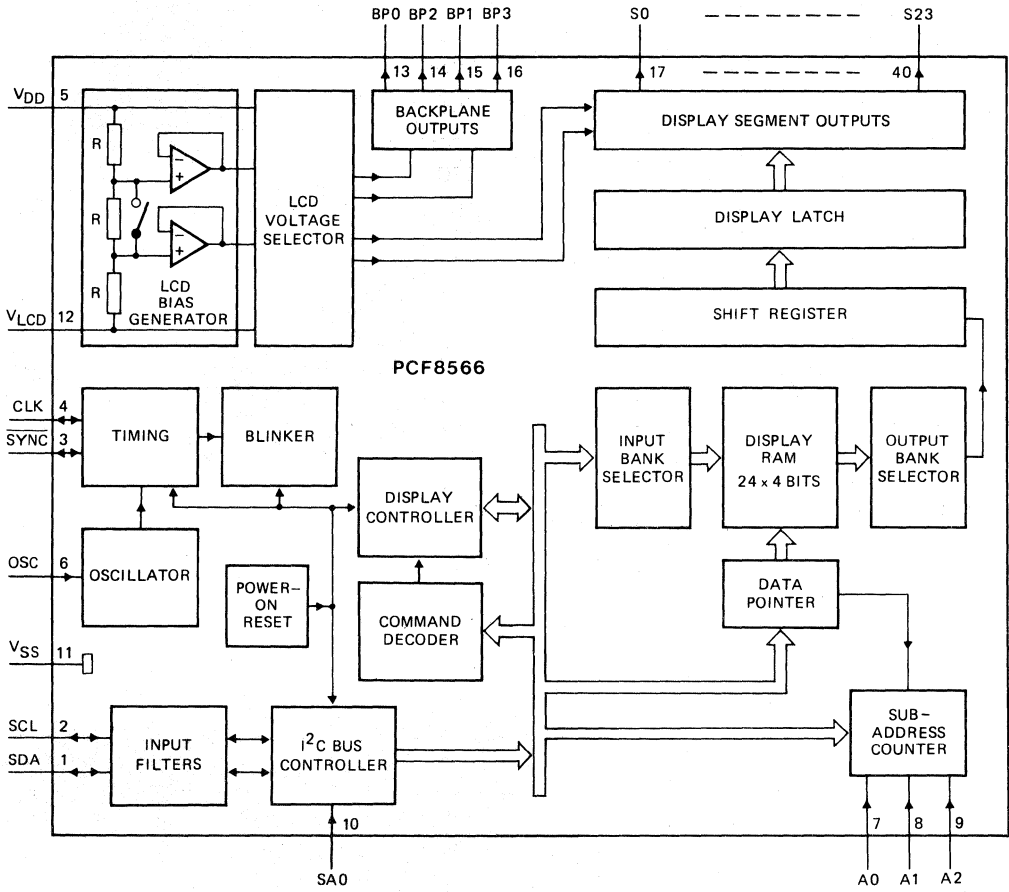 BP0 BP2 BP1 BP3 S0 S23
13 14 15 16 17 40
VDD 5
BACKPLANE
OUTPUTS
DISPLAY SEGMENT OUTPUTS
R
R
R
LCD
BIAS
GENERATOR
LCD
VOLTAGE
SELECTOR
DISPLAY LATCH
SHIFT REGISTER
VLCD 12
PCF8566
CLK 4
SYNC 3
TIMING
BLINKER
DISPLAY
CONTROLLER
INPUT
BANK
SELECTOR
DISPLAY
RAM
24 x 4 BITS
OUTPUT
BANK
SELECTOR
OSC 6
OSCILLATOR
POWER-
ON
RESET
COMMAND
DECODER
DATA
POINTER
VSS 11
SCL 2
SDA 1
INPUT
FILTERS
I²C BUS
CONTROLLER
SUB-
ADDRESS
COUNTER
10
7 8 9
SA0
A0 A1 A2